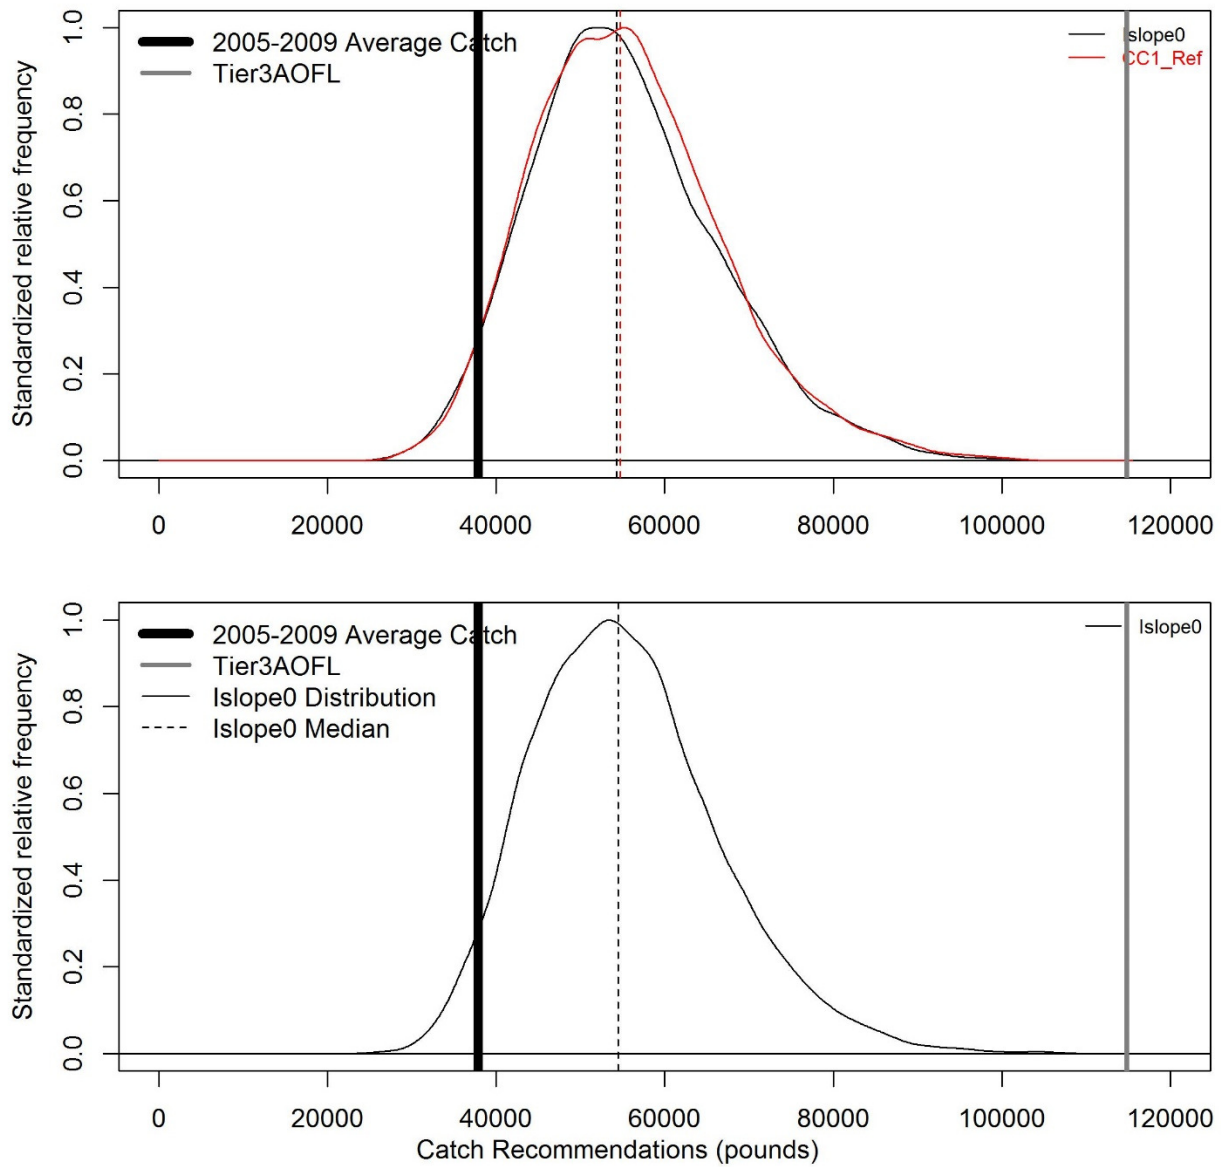 Standardized relative frequency
1.0
0.8
0.6
0.4
0.2
0.0
2005-2009 Average Catch
Tier3AOFL
Islope0
CC1_Ref
0 20000 40000 60000 80000 100000 120000
Standardized relative frequency
1.0
0.8
0.6
0.4
0.2
0.0
2005-2009 Average Catch
Tier3AOFL
Islope0 Distribution
Islope0 Median
Islope0
0 20000 40000 60000 80000 100000 120000
Catch Recommendations (pounds)